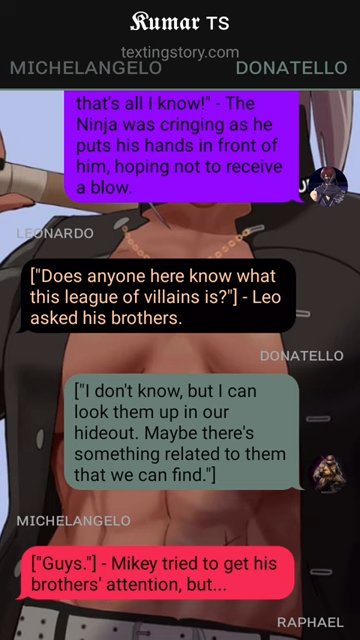 𝕶𝖚𝖒𝖆𝖗 TS
textingstory.com
MICHELANGELO DONATELLO
that's all I know!" - The
Ninja was cringing as he
puts his hands in front of
him, hoping not to receive
a blow.
LEONARDO
["Does anyone here know what
this league of villains is?"] - Leo
asked his brothers.
DONATELLO
["I don't know, but I can
look them up in our
hideout. Maybe there's
something related to them
that we can find."]
MICHELANGELO
["Guys."] - Mikey tried to get his
brothers' attention, but...
RAPHAEL